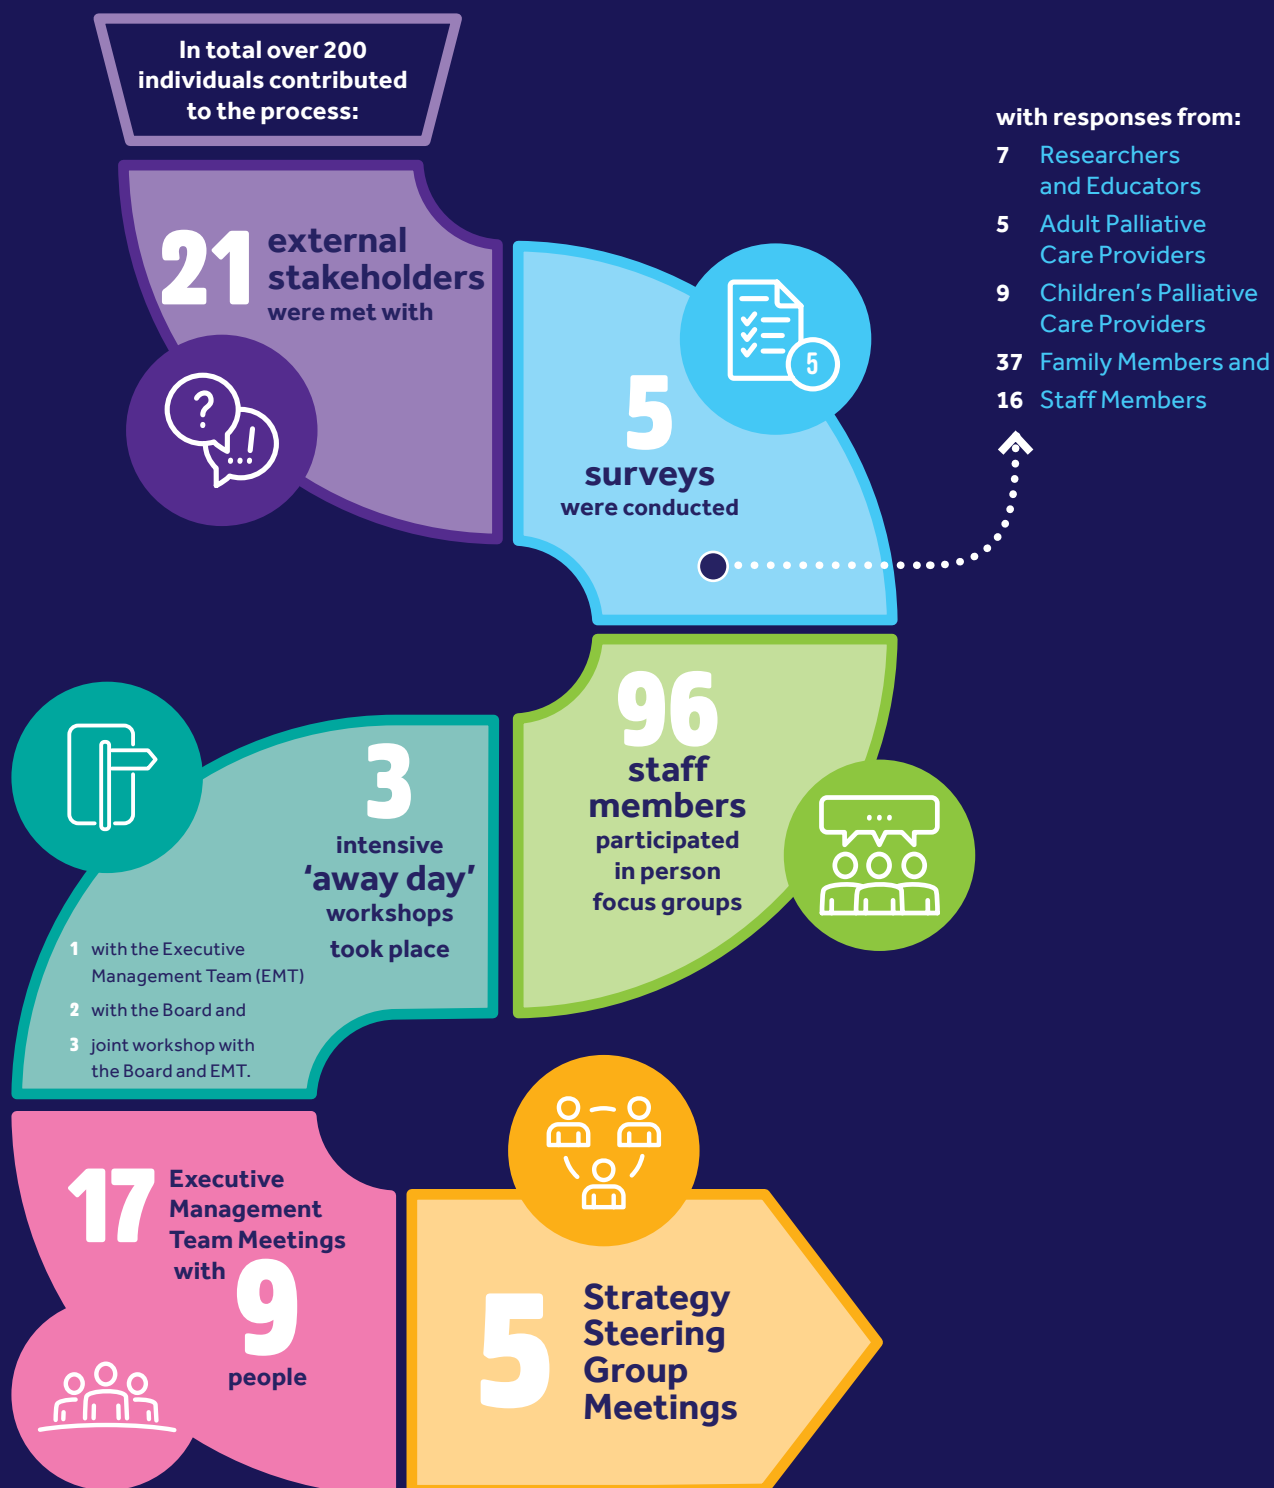 In total over 200
individuals contributed
to the process:
21
external
stakeholders
were met with
5
5
surveys
were conducted
with responses from:
7 Researchers
and Educators
5 Adult Palliative
Care Providers
9 Children's Palliative
Care Providers
37 Family Members and
16 Staff Members
96
staff
members
participated
in person
focus groups
3
intensive
‘away day’
workshops
took place
1 with the Executive
Management Team (EMT)
2 with the Board and
3 joint workshop with
the Board and EMT.
17 Executive
Management
Team Meetings
with 9
people
5 Strategy
Steering
Group
Meetings